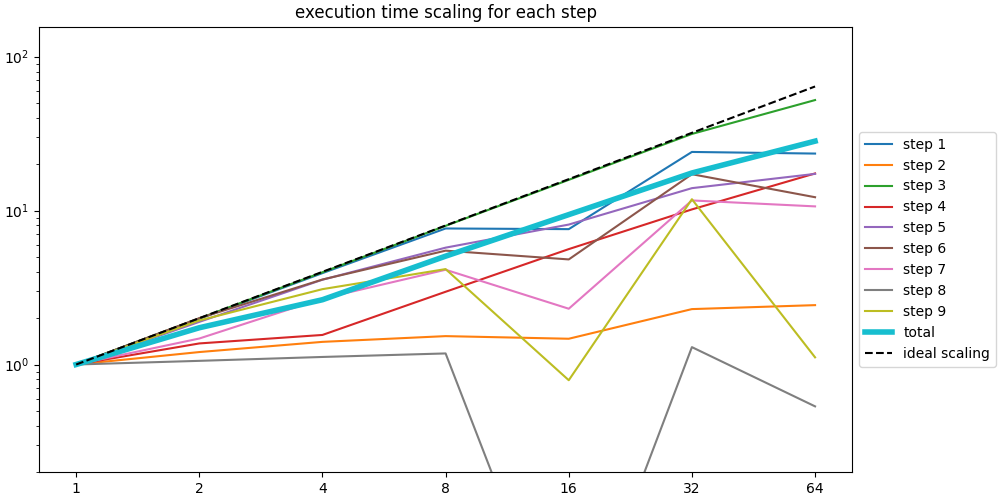 execution time scaling for each step
10²
10¹
10⁰
1 2 4 8 16 32 64
step 1
step 2
step 3
step 4
step 5
step 6
step 7
step 8
step 9
total
ideal scaling